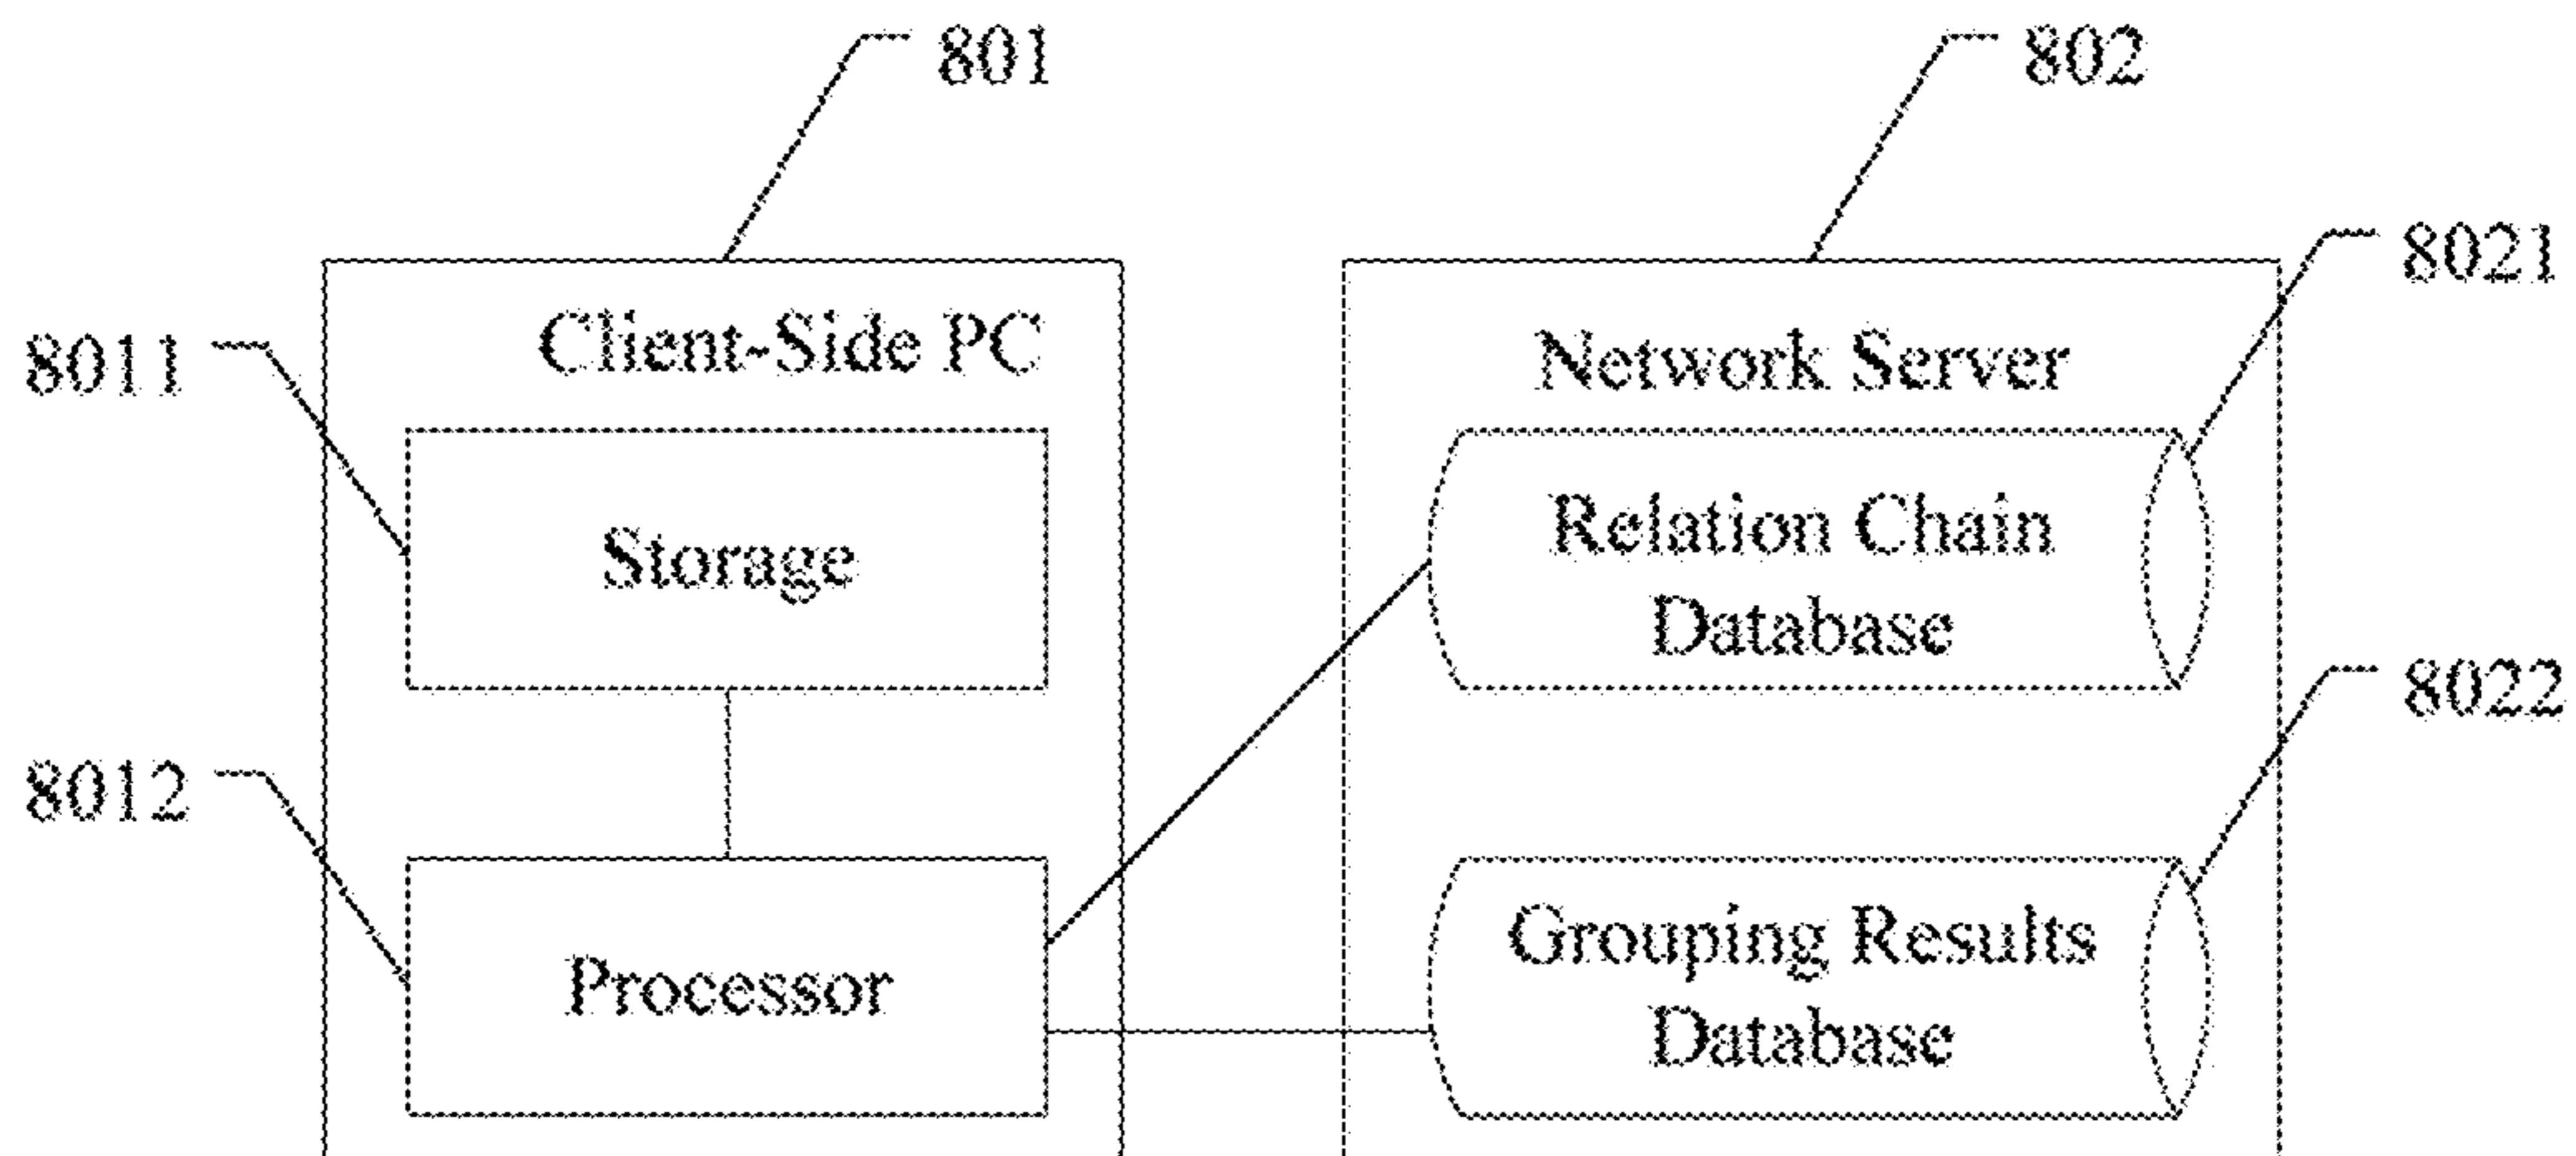 801
802
8021
Client-Side PC
Network Server
8011
Storage
Relation Chain
Database
8022
8012
Processor
Grouping Results
Database